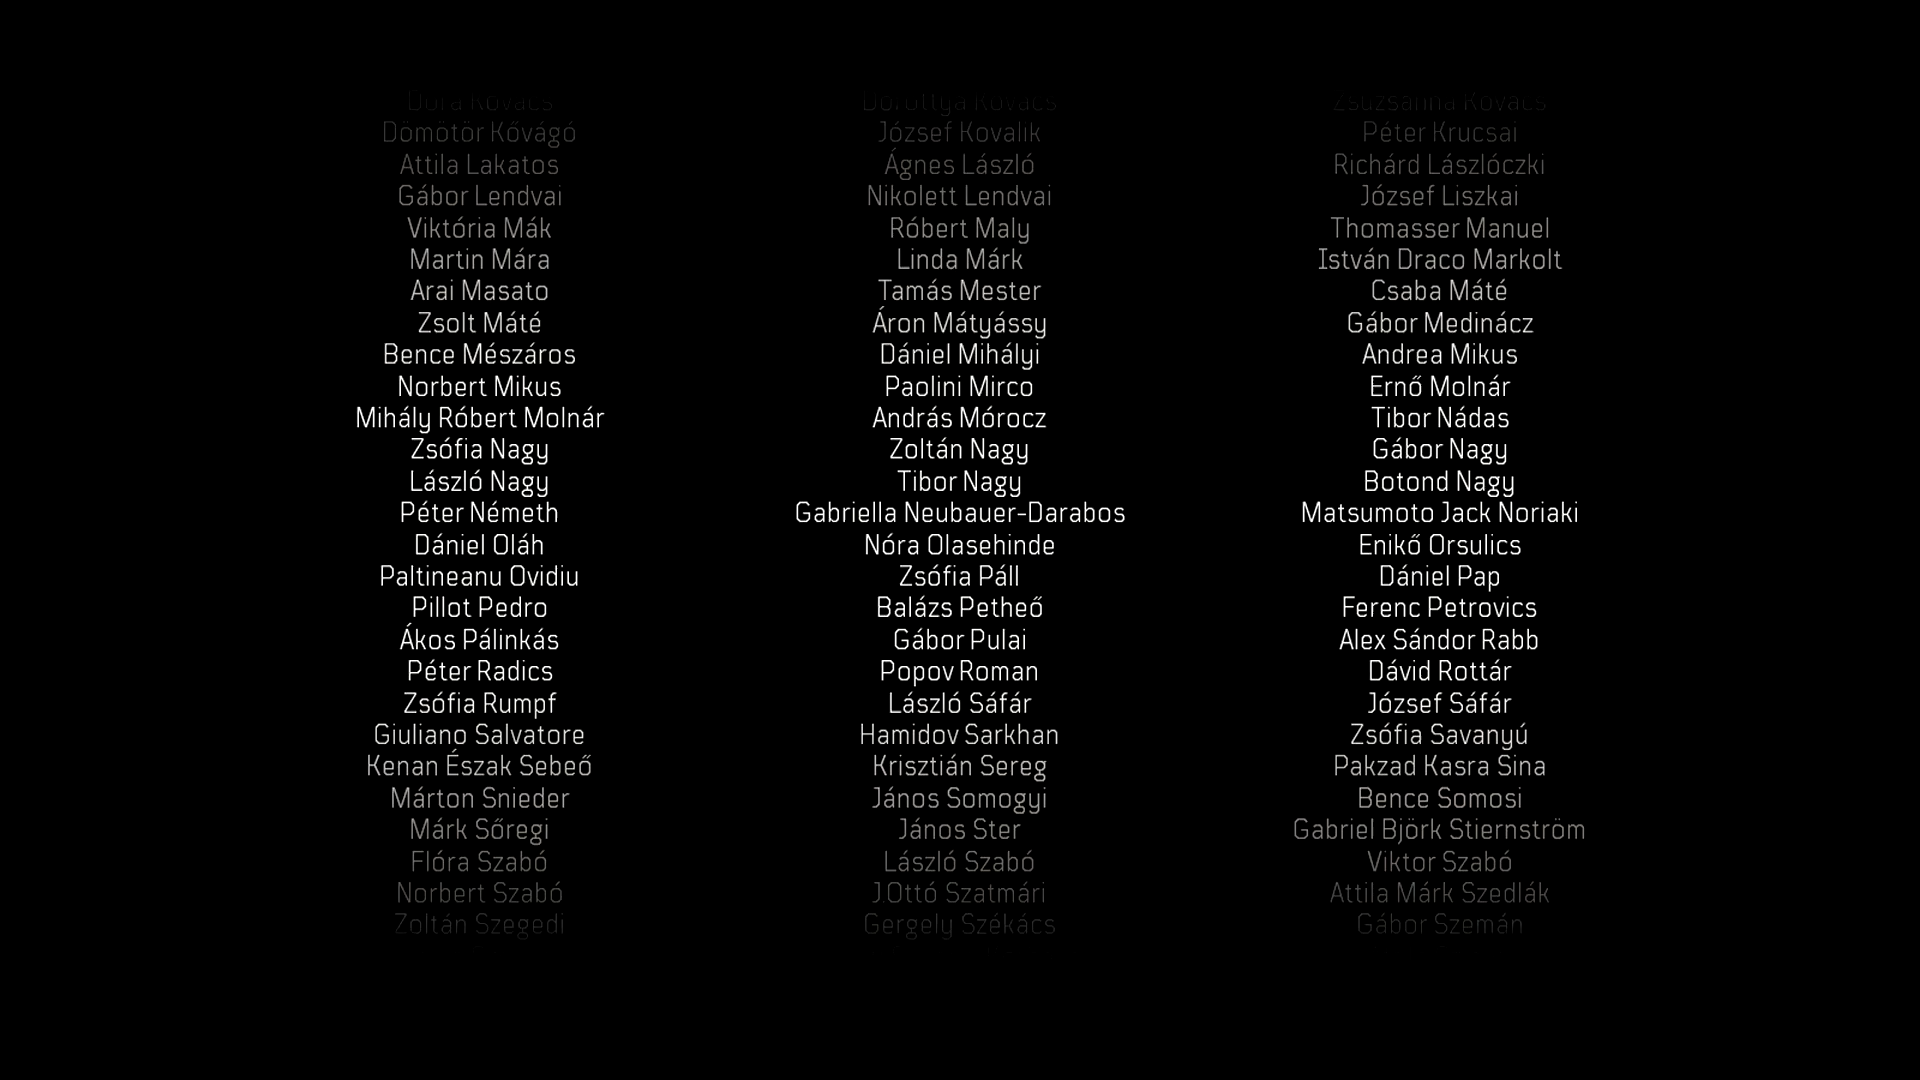 Dóra Kovács Dorottya Kovács Zsuzsanna Kovács
Dömötör Kővágó József Kovalik Péter Krucsai
Attila Lakatos Ágnes László Richárd Lászlóczki
Gábor Lendvai Nikolett Lendvai József Liszkai
Viktória Mák Róbert Maly Thomasser Manuel
Martin Mára Linda Márk István Draco Markolt
Arai Masato Tamás Mester Csaba Máté
Zsolt Máté Áron Mátyássy Gábor Medinácz
Bence Mészáros Dániel Mihályi Andrea Mikus
Norbert Mikus Paolini Mirco Ernő Molnár
Mihály Róbert Molnár András Mórocz Tibor Nádas
Zsófia Nagy Zoltán Nagy Gábor Nagy
László Nagy Tibor Nagy Botond Nagy
Péter Németh Gabriella Neubauer-Darabos Matsumoto Jack Noriaki
Dániel Oláh Nóra Olasehinde Enikő Orsulics
Paltineanu Ovidiu Zsófia Páll Dániel Pap
Pillot Pedro Balázs Petheő Ferenc Petrovics
Ákos Pálinkás Gábor Pulai Alex Sándor Rabb
Péter Radics Popov Roman Dávid Rottár
Zsófia Rumpf László Sáfár József Sáfár
Giuliano Salvatore Hamidov Sarkhan Zsófia Savanyú
Kenan Észak Sebeő Krisztián Sereg Pakzad Kasra Sina
Márton Snieder János Somogyi Bence Somosi
Márk Sőregi János Ster Gabriel Björk Stiernström
Flóra Szabó László Szabó Viktor Szabó
Norbert Szabó J.Ottó Szatmári Attila Márk Szedlák
Zoltán Szegedi Gergely Székács Gábor Szemán